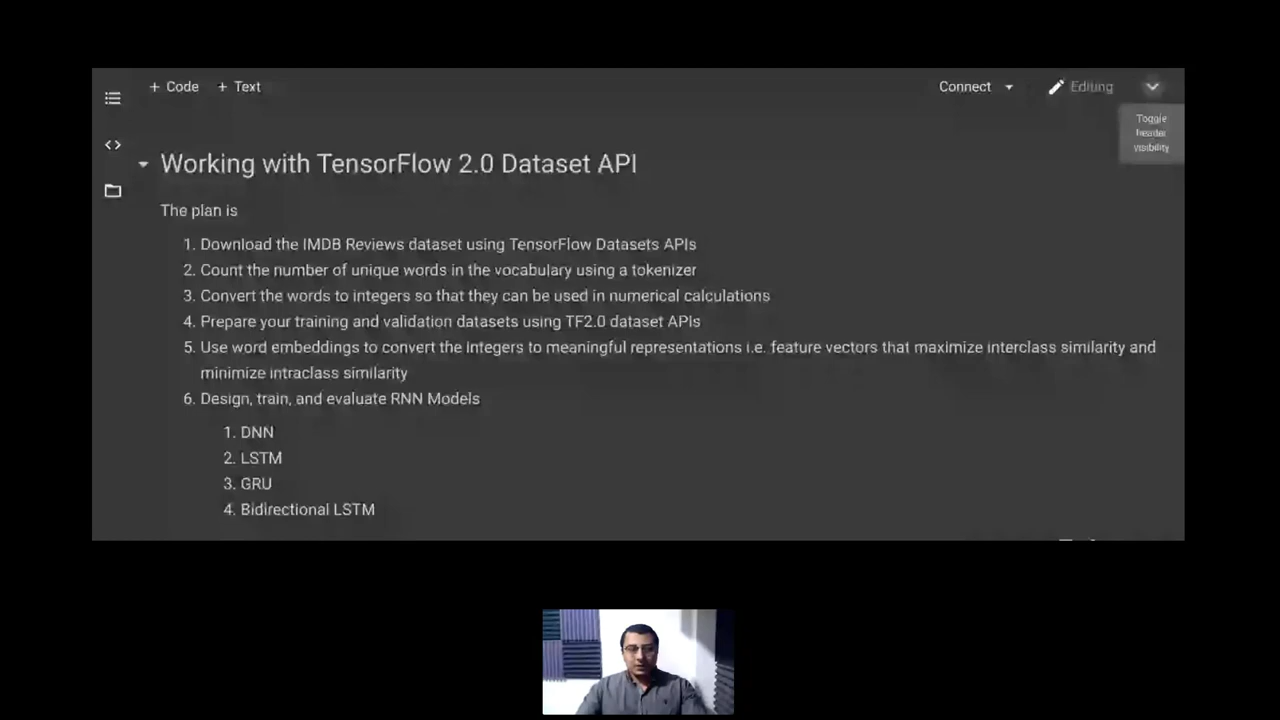 + Code + Text
Connect
Editing
Toggle
header
visibility
Working with TensorFlow 2.0 Dataset API
The plan is
1. Download the IMDB Reviews dataset using TensorFlow Datasets APIs
2. Count the number of unique words in the vocabulary using a tokenizer
3. Convert the words to integers so that they can be used in numerical calculations
4. Prepare your training and validation datasets using TF2.0 dataset APIs
5. Use word embeddings to convert the integers to meaningful representations i.e. feature vectors that maximize interclass similarity and
minimize intraclass similarity
6. Design, train, and evaluate RNN Models
1. DNN
2. LSTM
3. GRU
4. Bidirectional LSTM